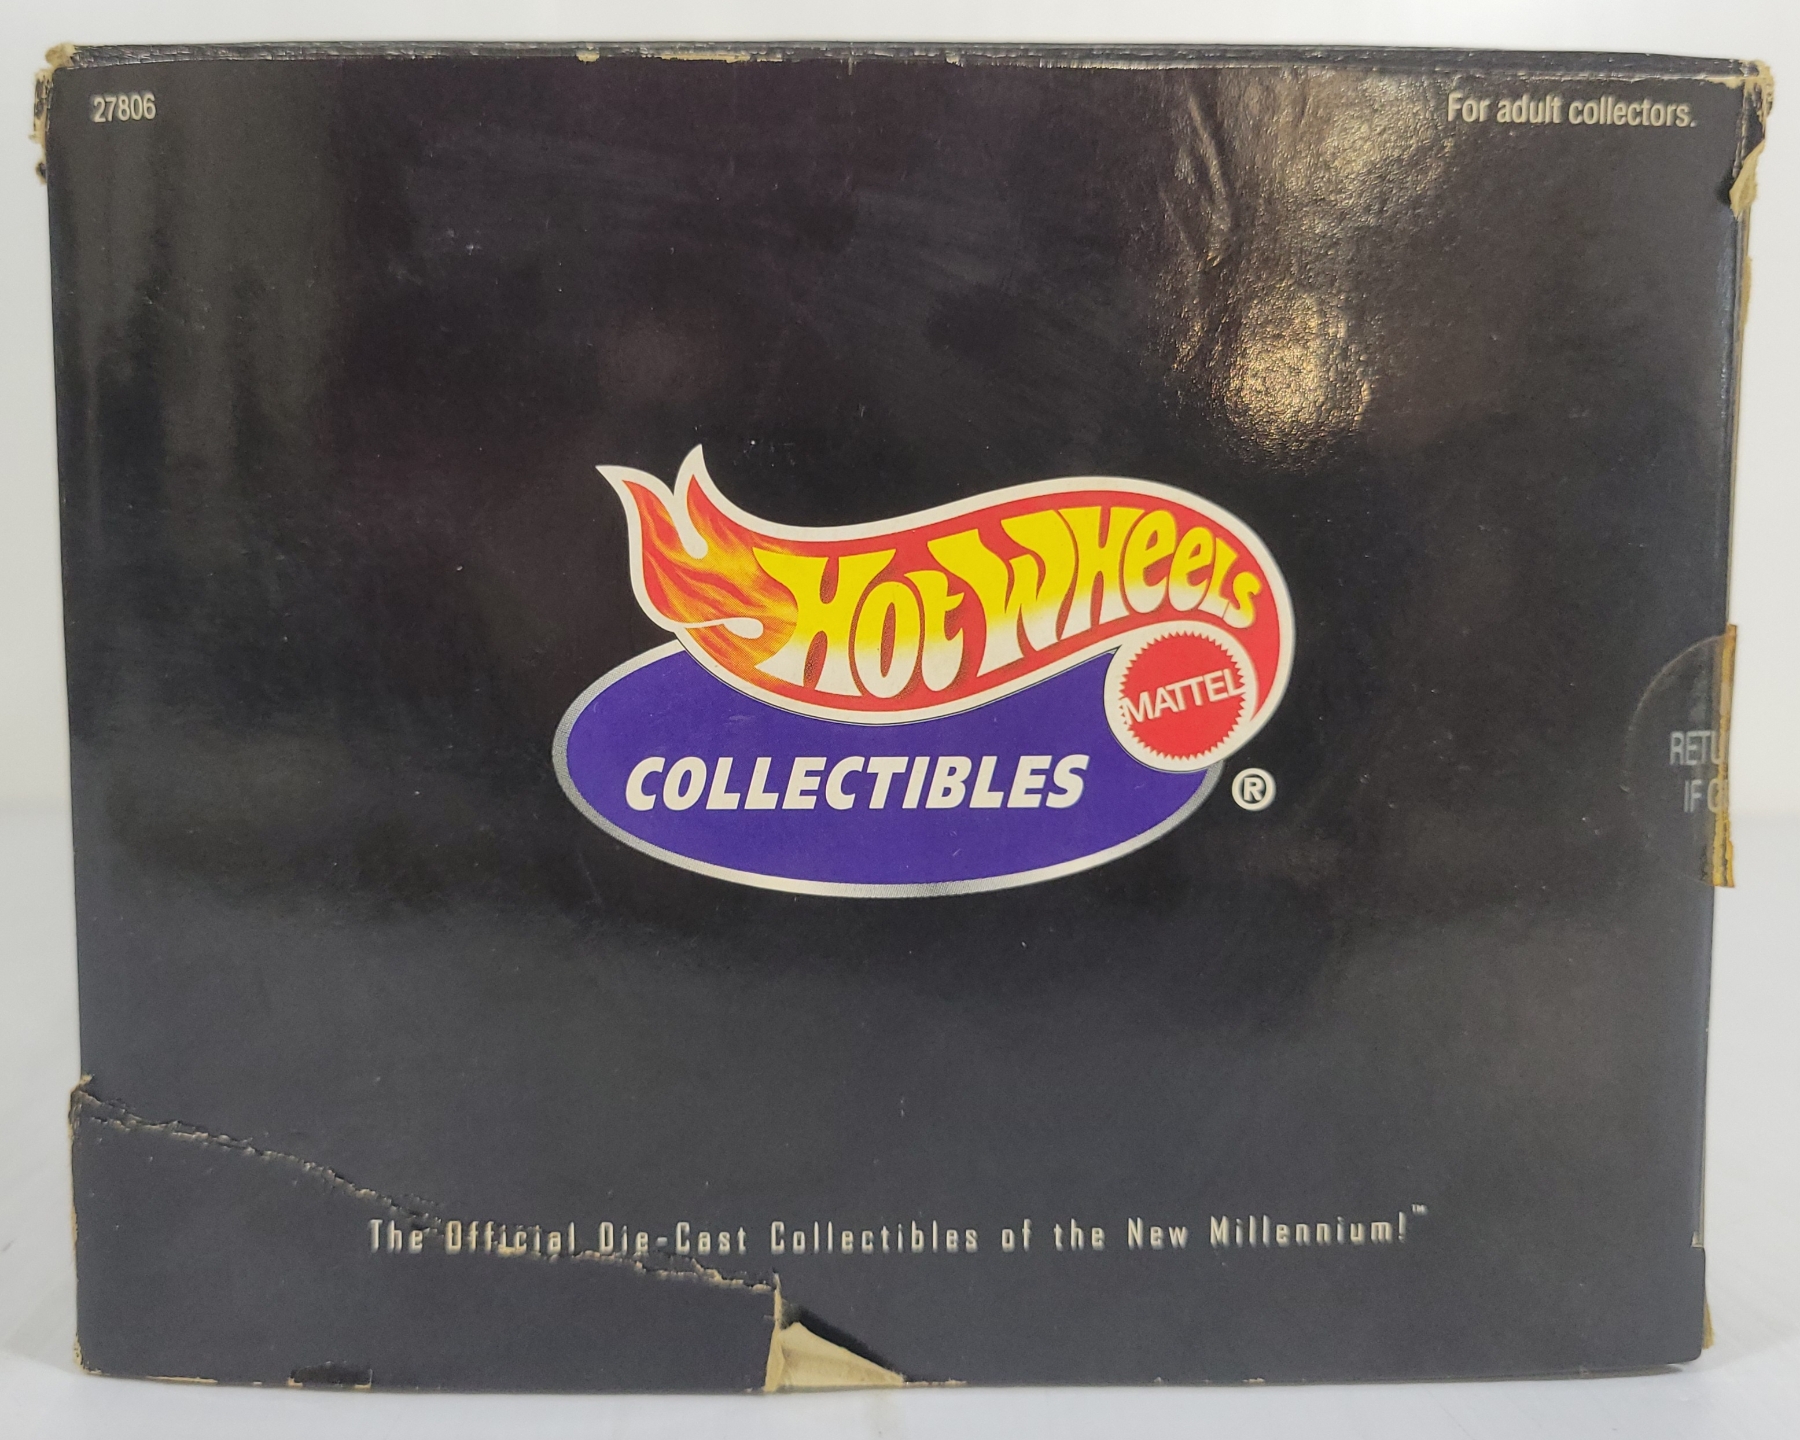 27806
For adult collectors.
Hot Wheels
MATTEL
COLLECTIBLES
®
IF
The Official Die-Cast Collectibles of the New Millennium!™